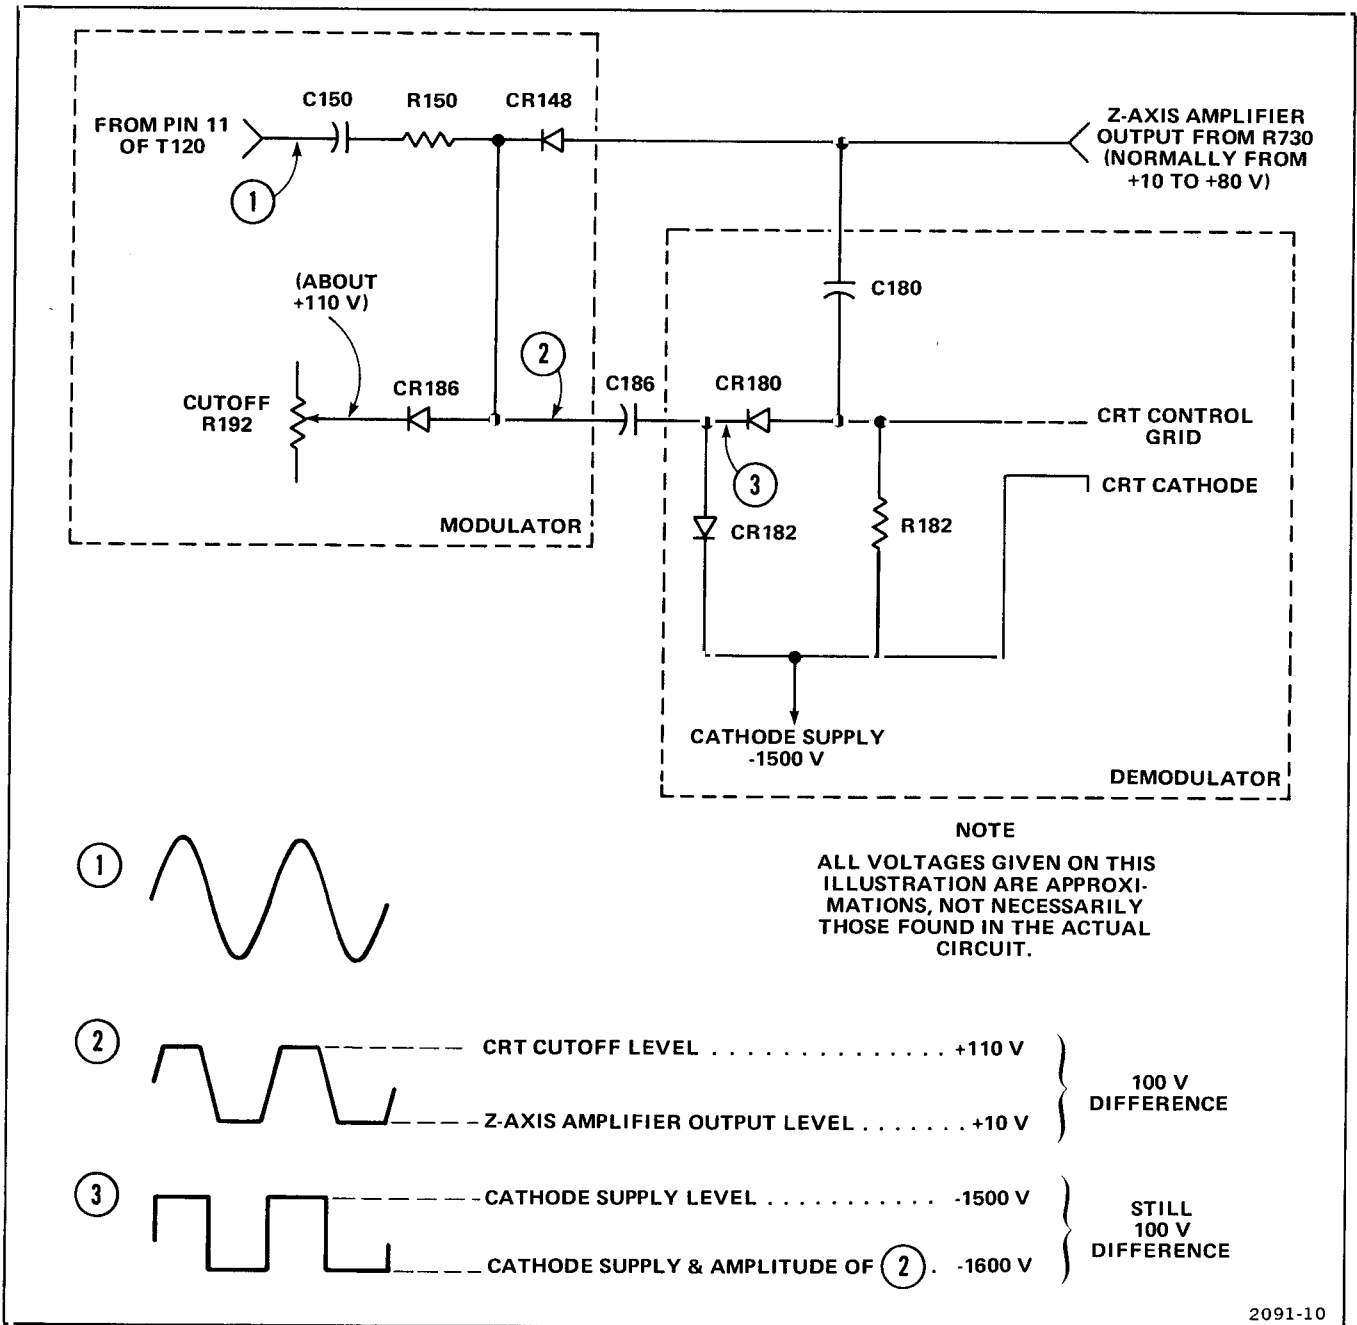 C150
R150
CR148
FROM PIN 11
OF T120
Z-AXIS AMPLIFIER
OUTPUT FROM R730
(NORMALLY FROM
+10 TO +80 V)
1
(ABOUT
+110 V)
C180
2
CR186
C186
CR180
CUTOFF
R192
CRT CONTROL
GRID
3
CRT CATHODE
MODULATOR
CR182
R182
CATHODE SUPPLY
-1500 V
DEMODULATOR
NOTE
ALL VOLTAGES GIVEN ON THIS
ILLUSTRATION ARE APPROXI-
MATIONS, NOT NECESSARILY
THOSE FOUND IN THE ACTUAL
CIRCUIT.
1
2
CRT CUTOFF LEVEL . . . . . . . . . . . . . . +110 V
Z-AXIS AMPLIFIER OUTPUT LEVEL . . . . . . . +10 V
100 V
DIFFERENCE
3
CATHODE SUPPLY LEVEL . . . . . . . . . . . -1500 V
CATHODE SUPPLY & AMPLITUDE OF 2 . -1600 V
STILL
100 V
DIFFERENCE
2091-10